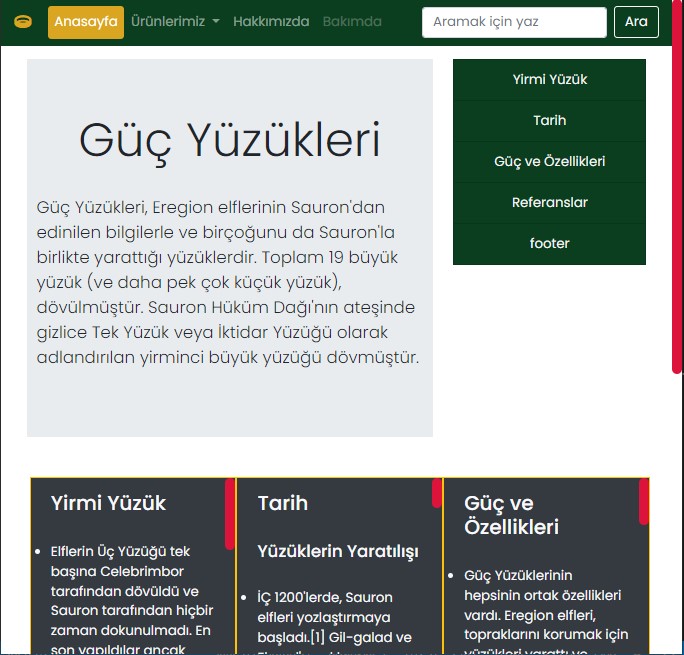 Anasayfa Ürünlerimiz Hakkımızda Bakımda Aramak için yaz Ara
Güç Yüzükleri
Güç Yüzükleri, Eregion elflerinin Sauron'dan
edinilen bilgilerle ve birçoğunu da Sauron'la
birlikte yarattığı yüzüklerdir. Toplam 19 büyük
yüzük (ve daha pek çok küçük yüzük),
dövülmüştür. Sauron Hüküm Dağı'nın ateşinde
gizlice Tek Yüzük veya İktidar Yüzüğü olarak
adlandırılan yirminci büyük yüzüğü dövmüştür.
Yirmi Yüzük
Tarih
Güç ve Özellikleri
Referanslar
footer
Yirmi Yüzük
Elflerin Üç Yüzüğü tek
başına Celebrimbor
tarafından dövüldü ve
Sauron tarafından hiçbir
zaman dokunulmadı. En
son yapıldılar ancak
Tarih
Yüzüklerin Yaratılışı
İÇ 1200'lerde, Sauron
elfleri yozlaştırmaya
başladı.[1] Gil-galad ve
Güç ve
Özellikleri
Güç Yüzüklerinin
hepsinin ortak özellikleri
vardı. Eregion elfleri,
topraklarını korumak için
yüzükleri yarattı ve